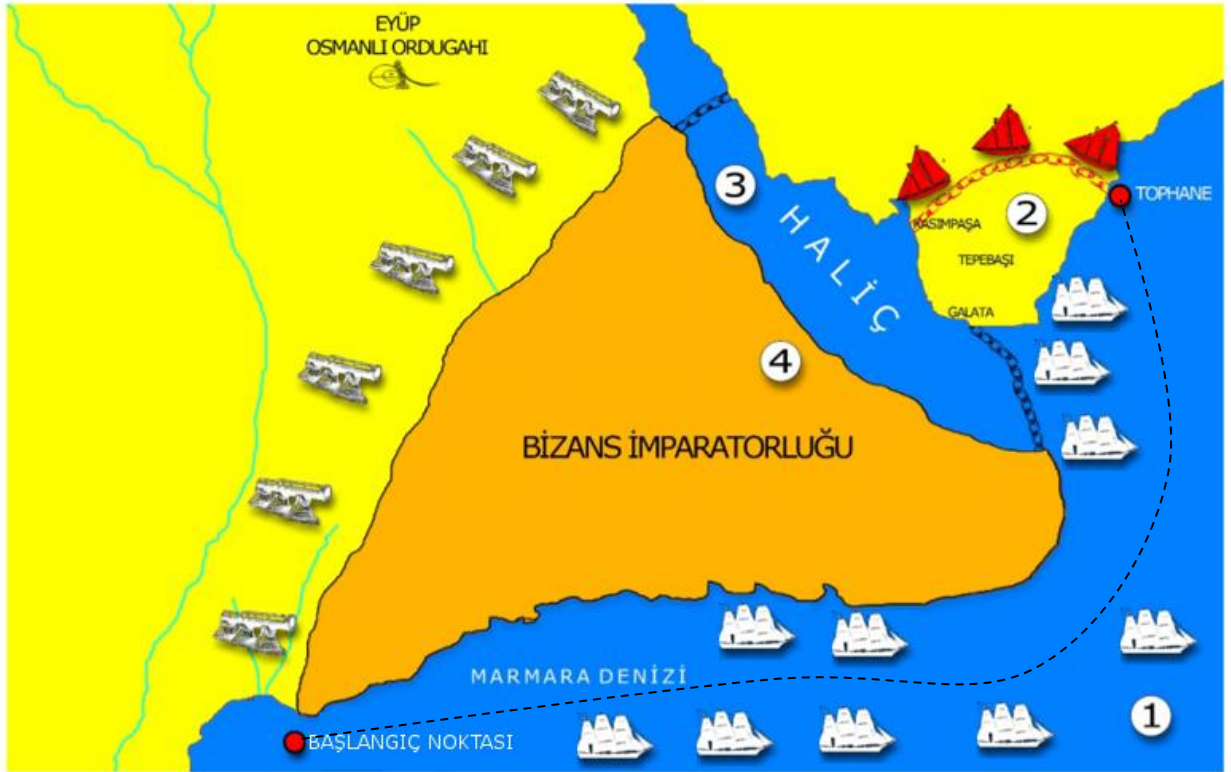 EYÜP
OSMANLI ORDUGAHI
3
HALİÇ
2
KASIMPAŞA
TEPEBAŞI
GALATA
TOPHANE
4
BİZANS İMPARATORLUĞU
MARMARA DENİZİ
1
BAŞLANGIÇ NOKTASI